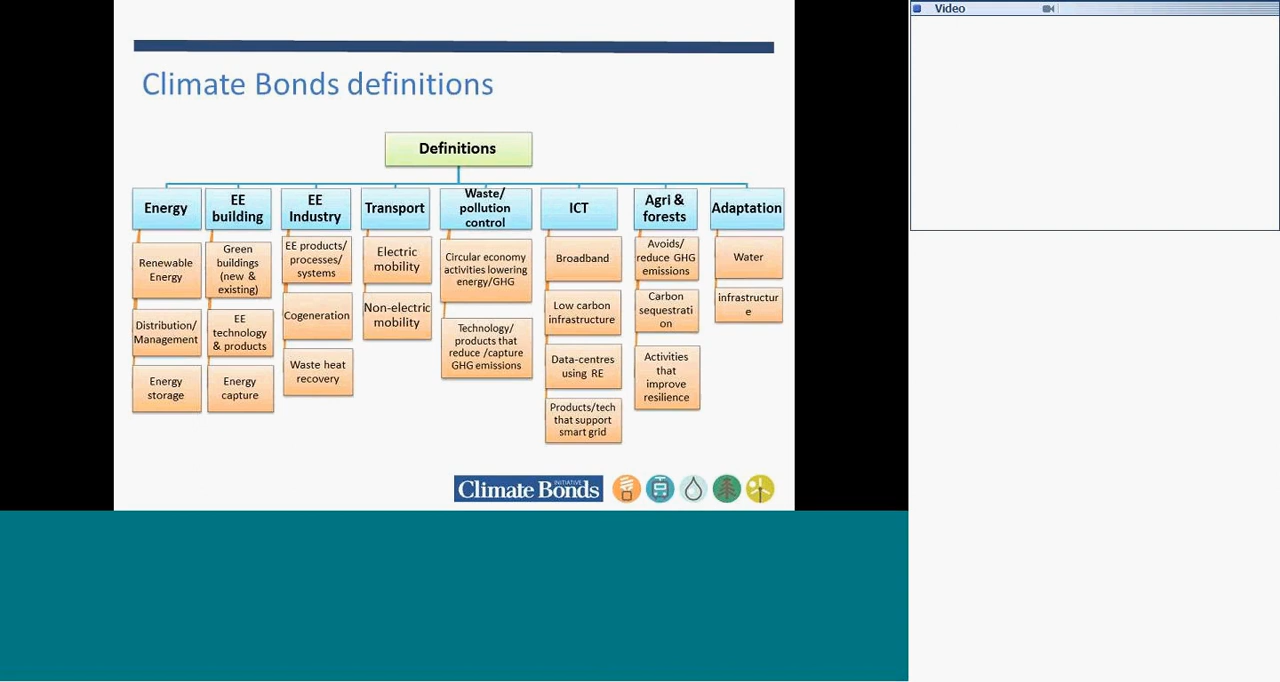 Video
Climate Bonds definitions
Definitions
Energy
EE
building
EE
Industry
Transport
Waste/
pollution
control
ICT
Agri &
forests
Adaptation
Renewable
Energy
Distribution/
Management
Energy
storage
Green
buildings
(new &
existing)
EE
technology
& products
Energy
capture
EE products/
processes/
systems
Cogeneration
Waste heat
recovery
Electric
mobility
Non-electric
mobility
Circular economy
activities lowering
energy/GHG
Technology/
products that
reduce /capture
GHG emissions
Broadband
Low carbon
infrastructure
Data-centres
using RE
Products/tech
that support
smart grid
Avoids/
reduce GHG
emissions
Carbon
sequestrati
on
Activities
that
improve
resilience
Water
infrastructur
e
Climate Bonds
INITIATIVE